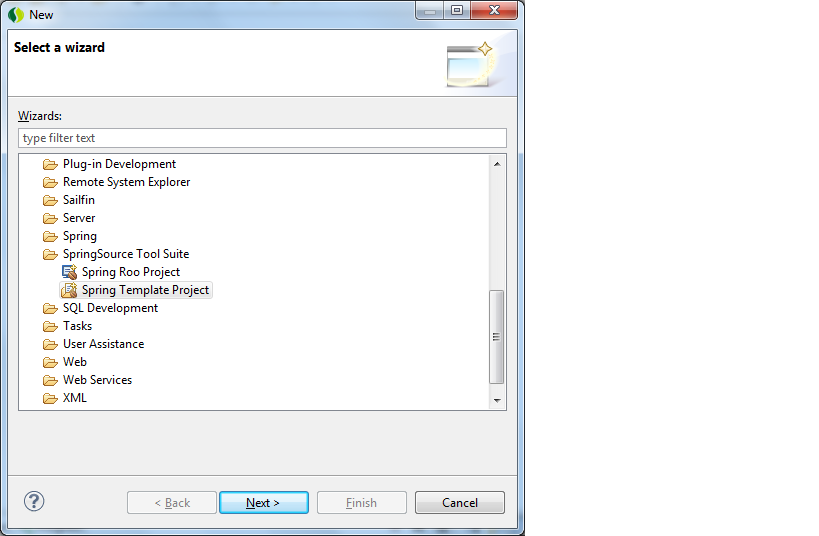 New
Select a wizard
Wizards:
type filter text
Plug-in Development
Remote System Explorer
Sailfin
Server
Spring
SpringSource Tool Suite
Spring Roo Project
Spring Template Project
SQL Development
Tasks
User Assistance
Web
Web Services
XML
? < Back Next > Finish Cancel